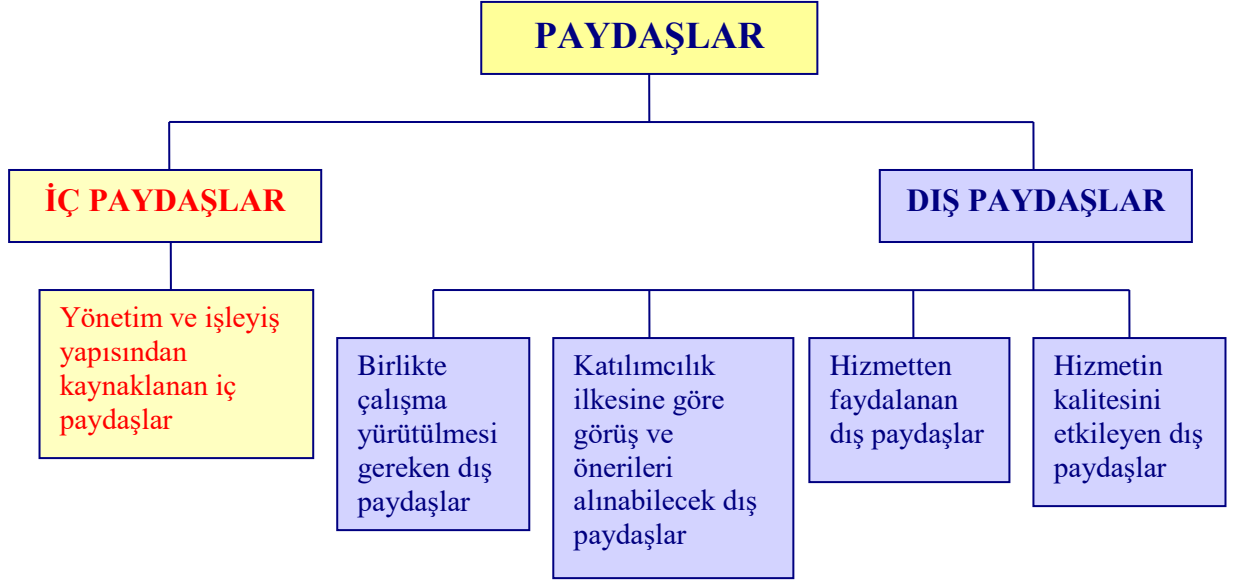 PAYDAŞLAR
İÇ PAYDAŞLAR
DIŞ PAYDAŞLAR
Yönetim ve işleyiş
yapısından
kaynaklanan iç
paydaşlar
Birlikte
çalışma
yürütülmesi
gereken dış
paydaşlar
Katılımcılık
ilkesine göre
görüş ve
önerileri
alınabilecek dış
paydaşlar
Hizmetten
faydalanan
dış paydaşlar
Hizmetin
kalitesini
etkileyen dış
paydaşlar